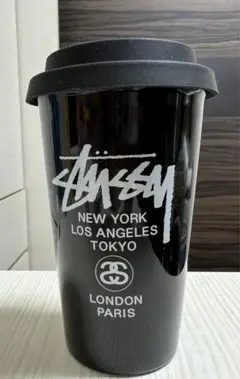 Stüssy
NEW YORK
LOS ANGELES
TOKYO
LONDON
PARIS